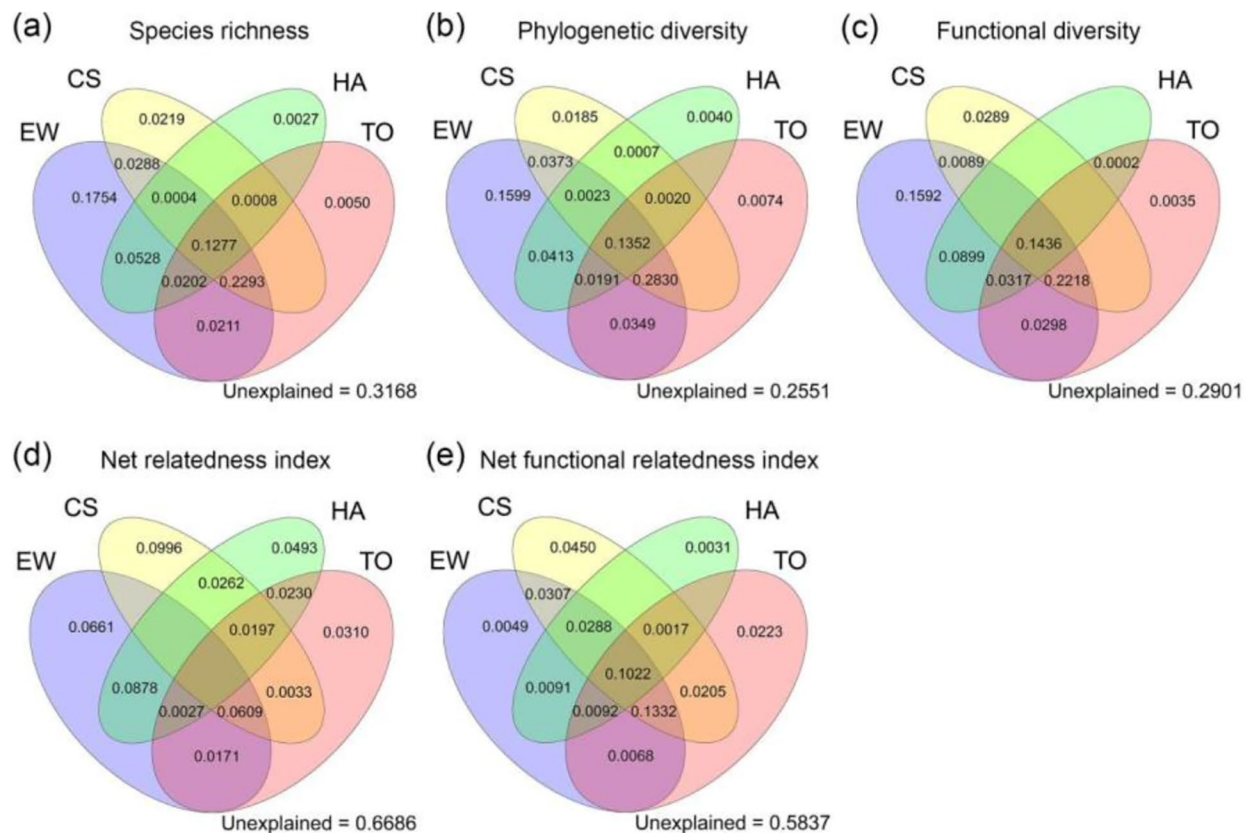 (a) Species richness
CS
HA
EW
TO
0.0219
0.0027
0.0288
0.1754
0.0004
0.0008
0.0050
0.1277
0.0528
0.0202
0.2293
0.0211
Unexplained = 0.3168
(b) Phylogenetic diversity
CS
HA
EW
TO
0.0185
0.0040
0.0007
0.0373
0.1599
0.0023
0.0020
0.0074
0.1352
0.0413
0.0191
0.2830
0.0349
Unexplained = 0.2551
(c) Functional diversity
CS
HA
EW
TO
0.0289
0.0089
0.0002
0.1592
0.0035
0.1436
0.0899
0.0317
0.2218
0.0298
Unexplained = 0.2901
(d) Net relatedness index
CS
HA
EW
TO
0.0996
0.0493
0.0262
0.0230
0.0661
0.0197
0.0310
0.0878
0.0033
0.0027
0.0609
0.0171
Unexplained = 0.6686
(e) Net functional relatedness index
CS
HA
EW
TO
0.0450
0.0031
0.0307
0.0049
0.0288
0.0017
0.0223
0.1022
0.0091
0.0205
0.0092
0.1332
0.0068
Unexplained = 0.5837